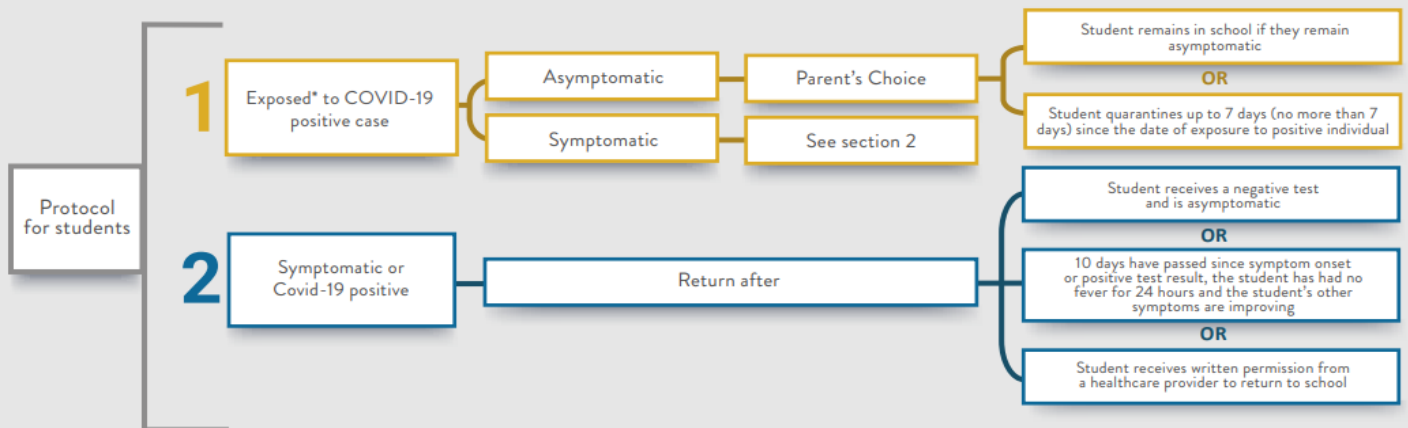 Protocol
for students
1
Exposed* to COVID-19
positive case
Asymptomatic
Parent's Choice
Student remains in school if they remain
asymptomatic
OR
Student quarantines up to 7 days (no more than 7
days) since the date of exposure to positive individual
Symptomatic
See section 2
2
Symptomatic or
Covid-19 positive
Return after
Student receives a negative test
and is asymptomatic
OR
10 days have passed since symptom onset
or positive test result, the student has had no
fever for 24 hours and the student's other
symptoms are improving
OR
Student receives written permission from
a healthcare provider to return to school